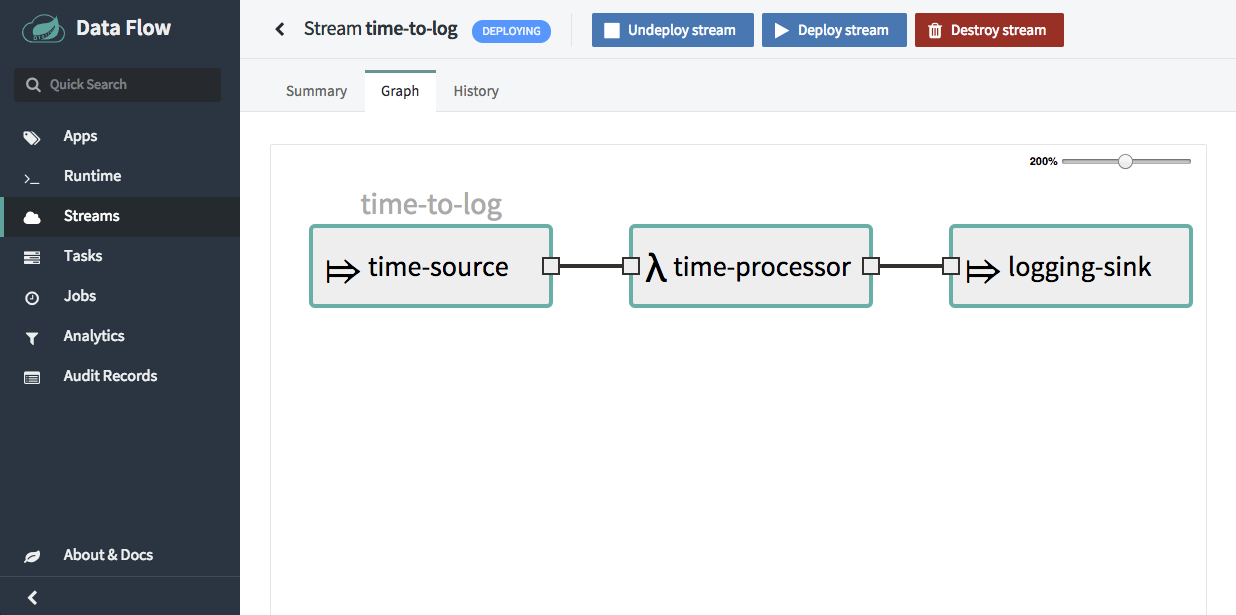 Data Flow
Quick Search
Apps
Runtime
Streams
Tasks
Jobs
Analytics
Audit Records
About & Docs
Stream time-to-log DEPLOYING
Undeploy stream
Deploy stream
Destroy stream
Summary Graph History
200%
time-to-log
time-source
λ time-processor
logging-sink